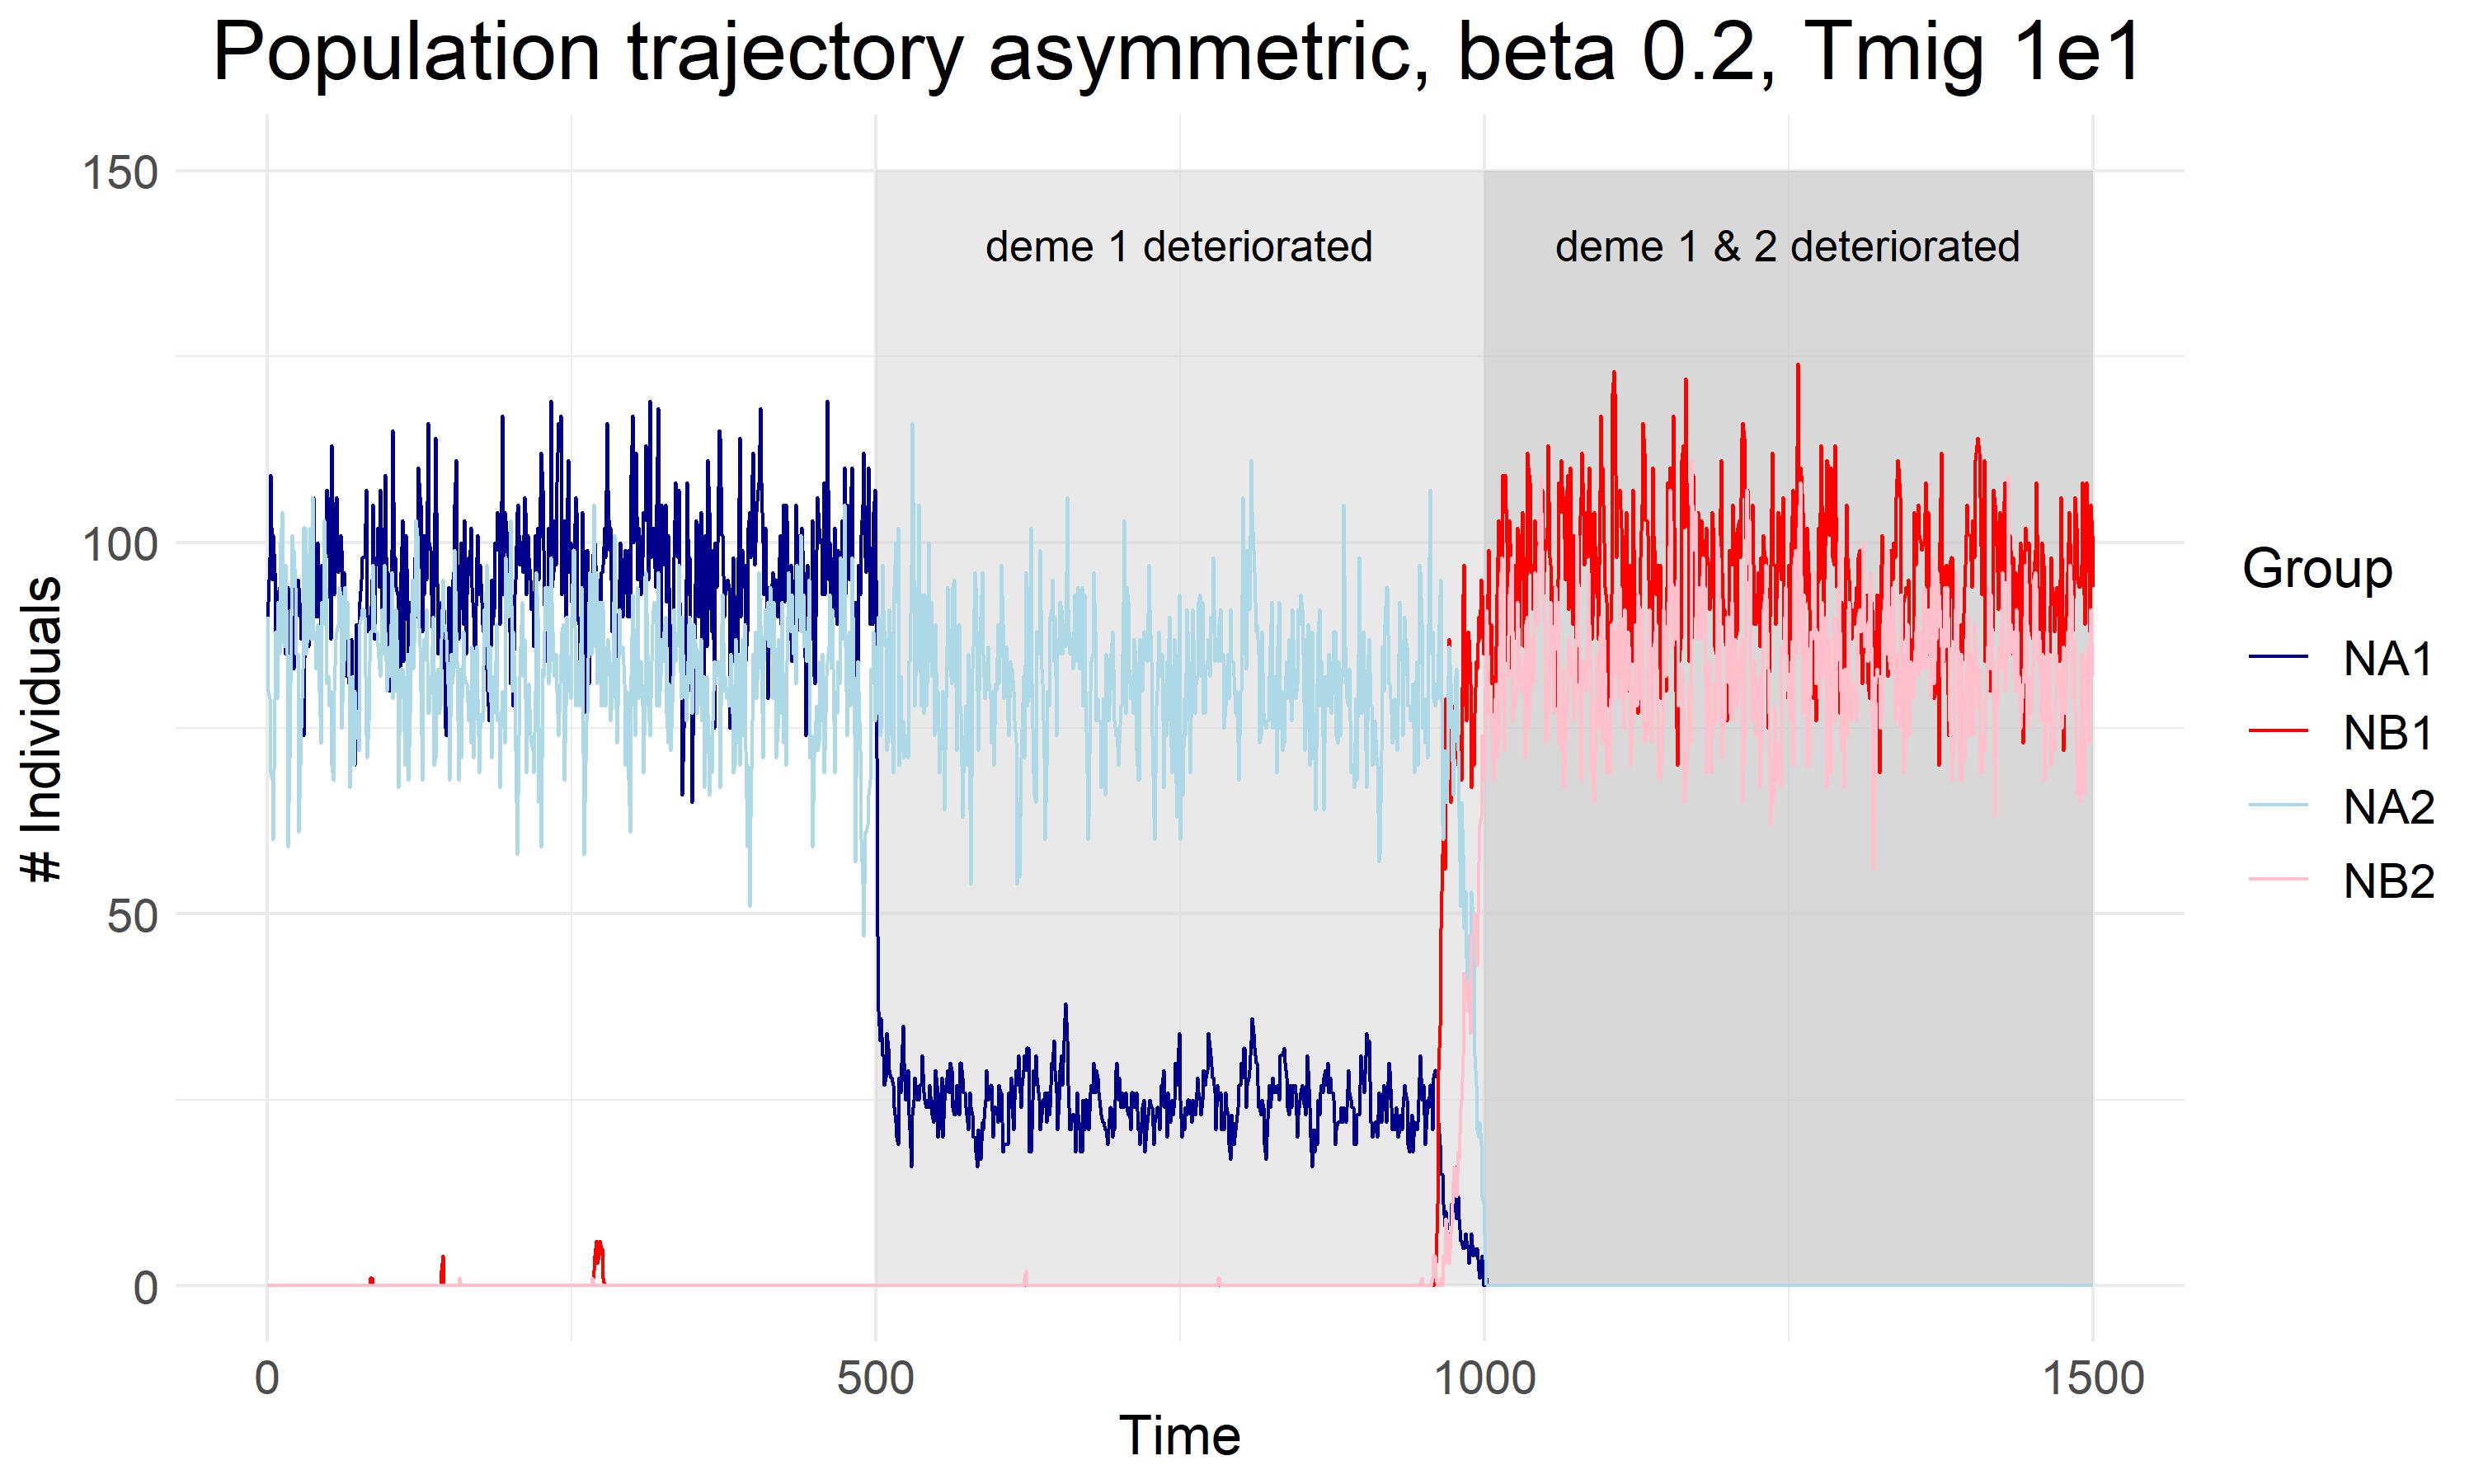 Population trajectory asymmetric, beta 0.2, Tmig 1e1
150
deme 1 deteriorated
deme 1 & 2 deteriorated
100
# Individuals
50
0
0
500
1000
1500
Time
Group
NA1
NB1
NA2
NB2